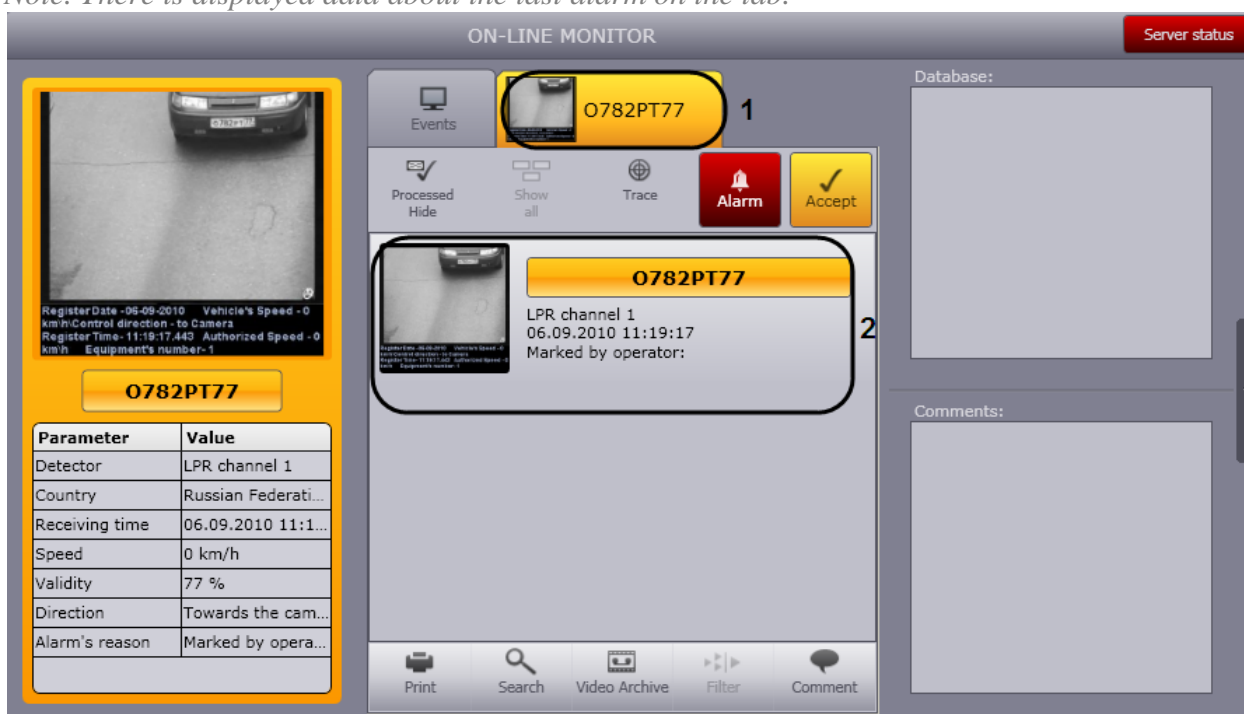 Note. There is displayed data about the last alarm on the tab.
ON-LINE MONITOR
Server status
O782PT77
Register Date -06-09-2010 Vehicle's Speed - 0
km\h\Control direction - to Camera
Register Time- 11:19:17.443 Authorized Speed - 0
km\h Equipment's number- 1
O782PT77
Parameter Value
Detector LPR channel 1
Country Russian Federati...
Receiving time 06.09.2010 11:1...
Speed 0 km/h
Validity 77 %
Direction Towards the cam...
Alarm's reason Marked by opera...
Events
O782PT77
1
Processed
Hide
Show
all
Trace
Alarm
Accept
O782PT77
LPR channel 1
06.09.2010 11:19:17
Marked by operator:
2
Print
Search
Video Archive
Filter
Comment
Database:
Comments: